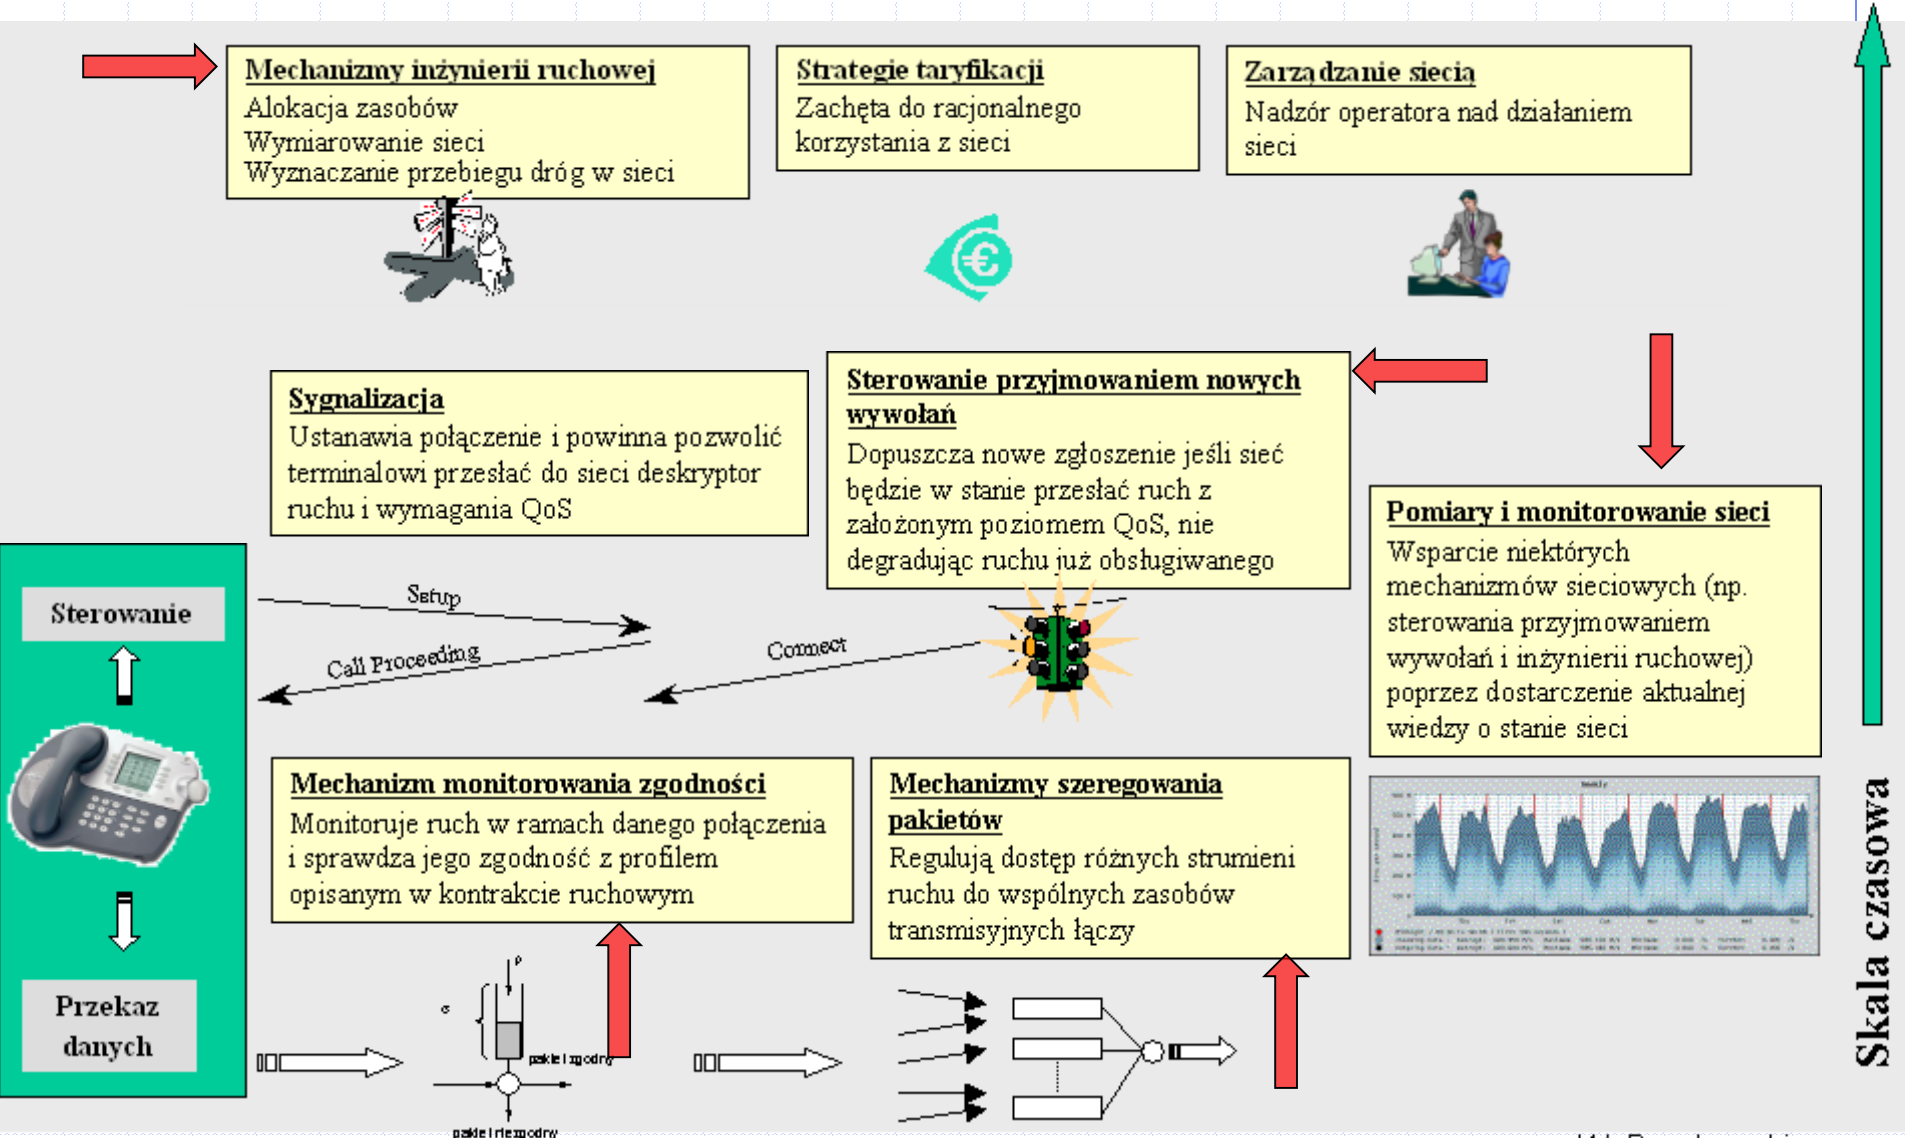 Mechanizmy inżynierii ruchowej
Alokacja zasobów
Wymiarowanie sieci
Wyznaczanie przebiegu dróg w sieci
Strategie taryfikacji
Zachęta do racjonalnego
korzystania z sieci
Zarządzanie siecią
Nadzór operatora nad działaniem
sieci
Sygnalizacja
Ustanawia połączenie i powinna pozwolić
terminalowi przesłać do sieci deskryptor
ruchu i wymagania QoS
Sterowanie przyjmowaniem nowych
wywołań
Dopuszcza nowe zgłoszenie jeśli sieć
będzie w stanie przesłać ruch z
założonym poziomem QoS, nie
degradując ruchu już obsługiwanego
Pomiary i monitorowanie sieci
Wsparcie niektórych
mechanizmów sieciowych (np.
sterowania przyjmowaniem
wywołań i inżynierii ruchowej)
poprzez dostarczenie aktualnej
wiedzy o stanie sieci
Sterowanie
Setup
Call Proceeding
Connect
Mechanizm monitorowania zgodności
Monitoruje ruch w ramach danego połączenia
i sprawdza jego zgodność z profilem
opisanym w kontrakcie ruchowym
Mechanizmy szeregowania
pakietów
Regulują dostęp różnych strumieni
ruchu do wspólnych zasobów
transmisyjnych łączy
Przekaz
danych
pakiet zgodny
pakiet niezgodny
Skala czasowa